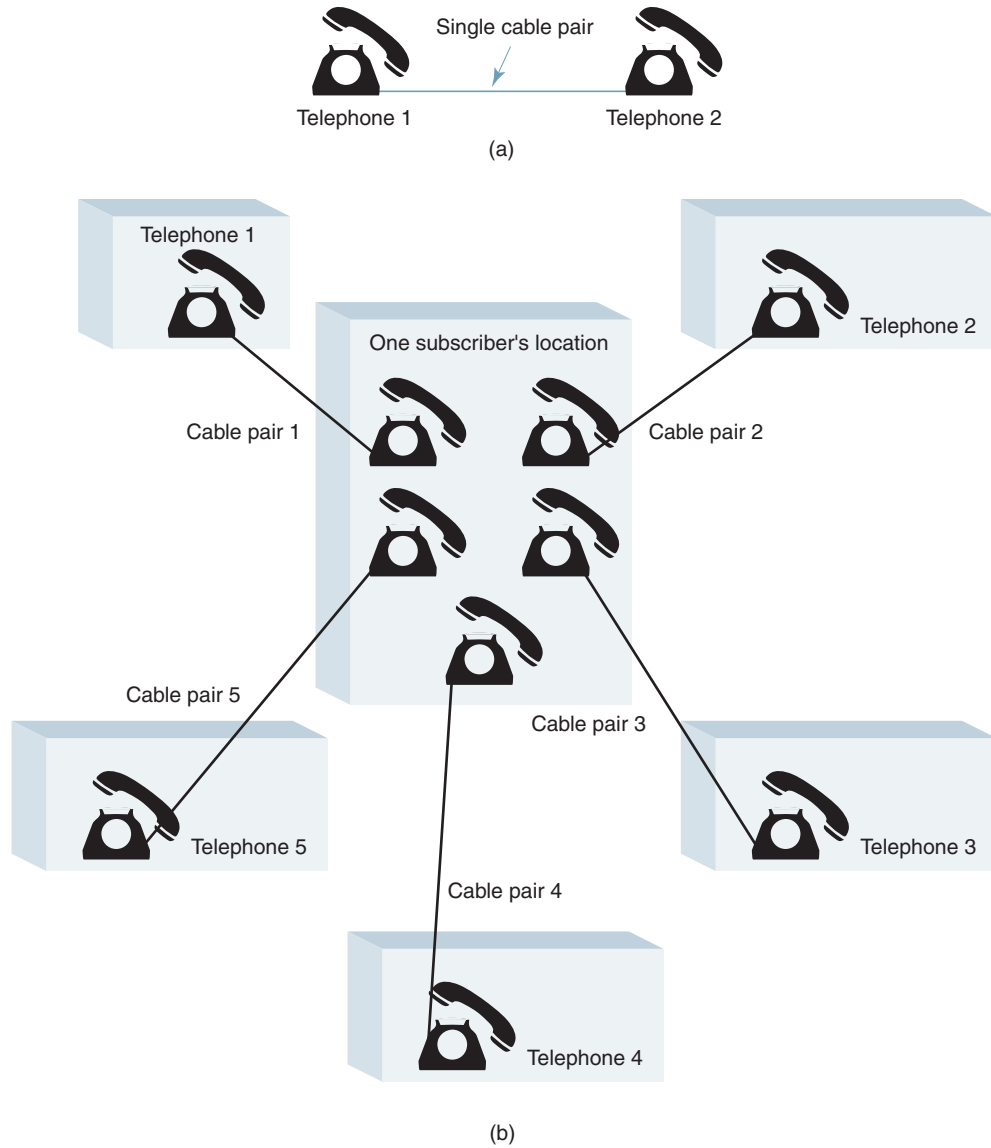 Single cable pair
Telephone 1
Telephone 2
(a)
Telephone 1
Telephone 2
One subscriber's location
Cable pair 1
Cable pair 2
Cable pair 5
Cable pair 3
Telephone 5
Telephone 3
Cable pair 4
Telephone 4
(b)